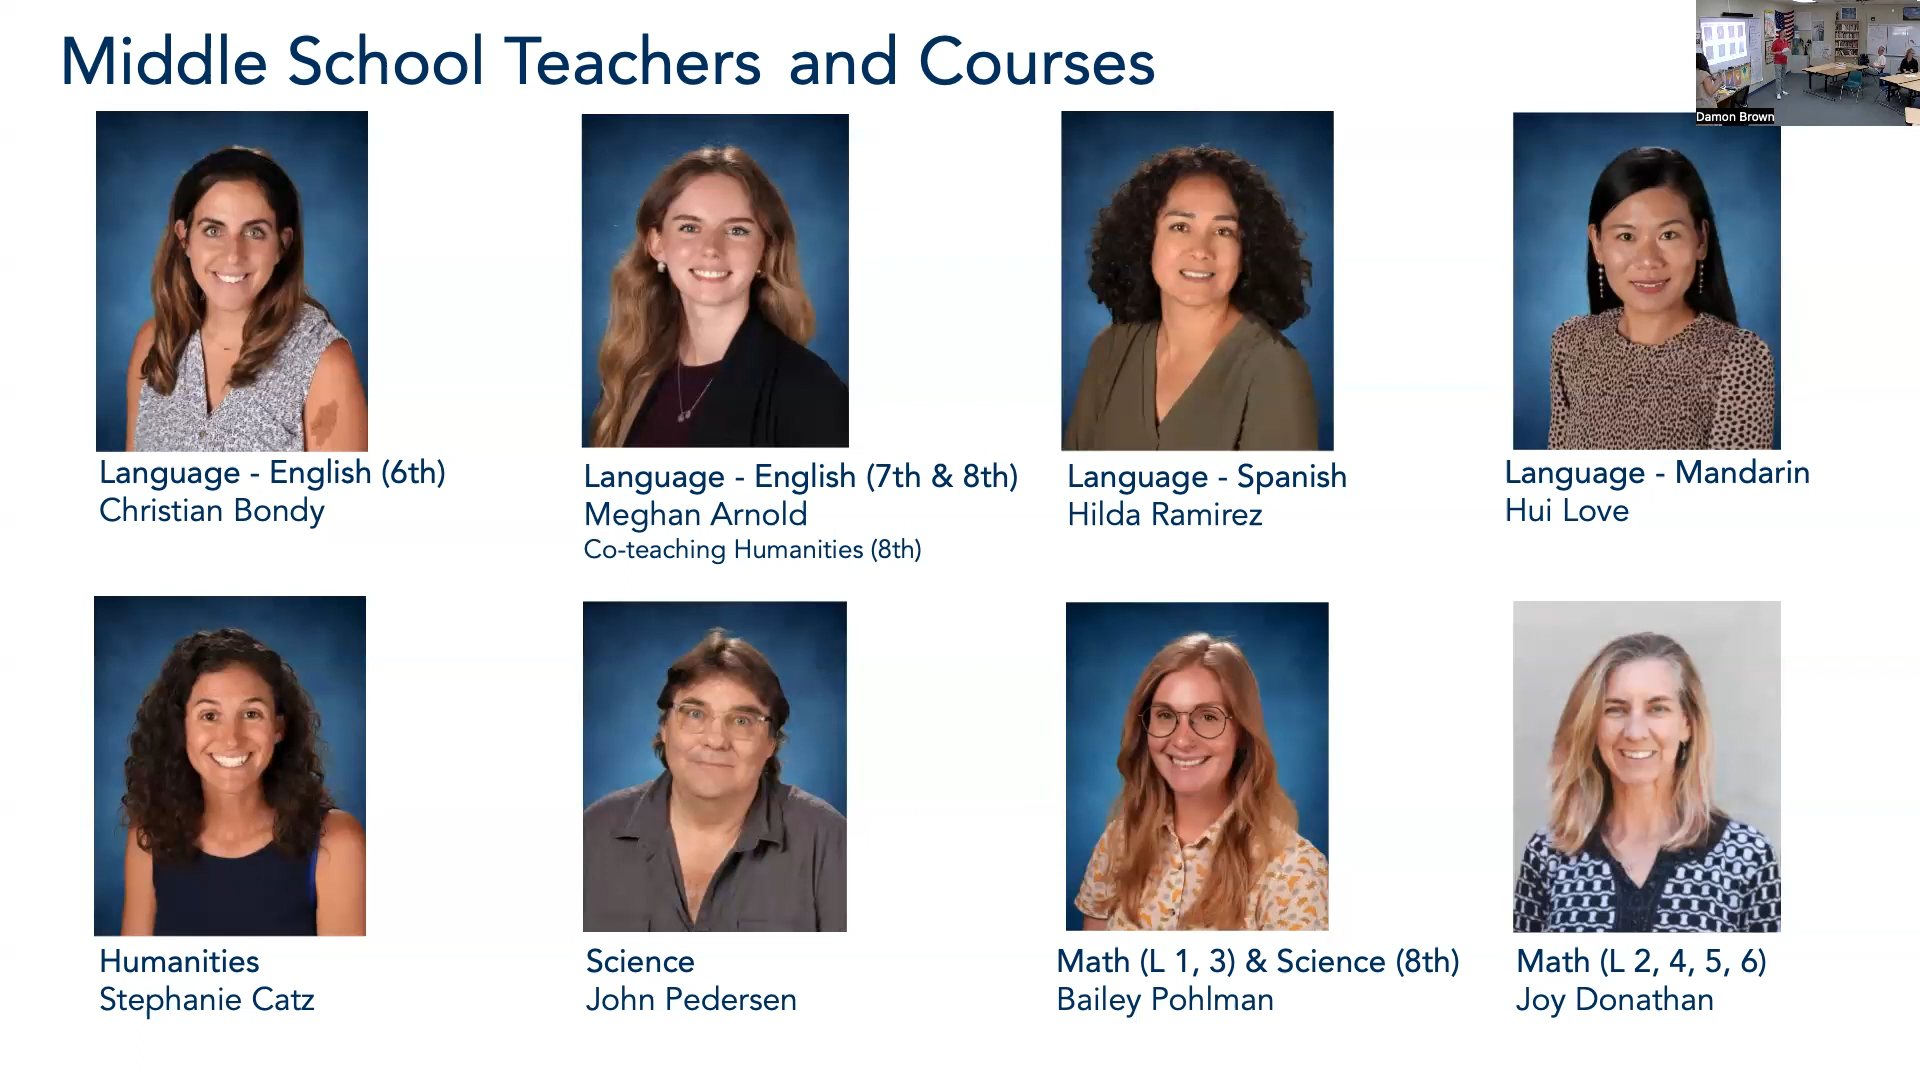 Middle School Teachers and Courses
Damon Brown
Language - English (6th)
Christian Bondy
Language - English (7th & 8th)
Meghan Arnold
Co-teaching Humanities (8th)
Language - Spanish
Hilda Ramirez
Language - Mandarin
Hui Love
Humanities
Stephanie Catz
Science
John Pedersen
Math (L 1, 3) & Science (8th)
Bailey Pohlman
Math (L 2, 4, 5, 6)
Joy Donathan